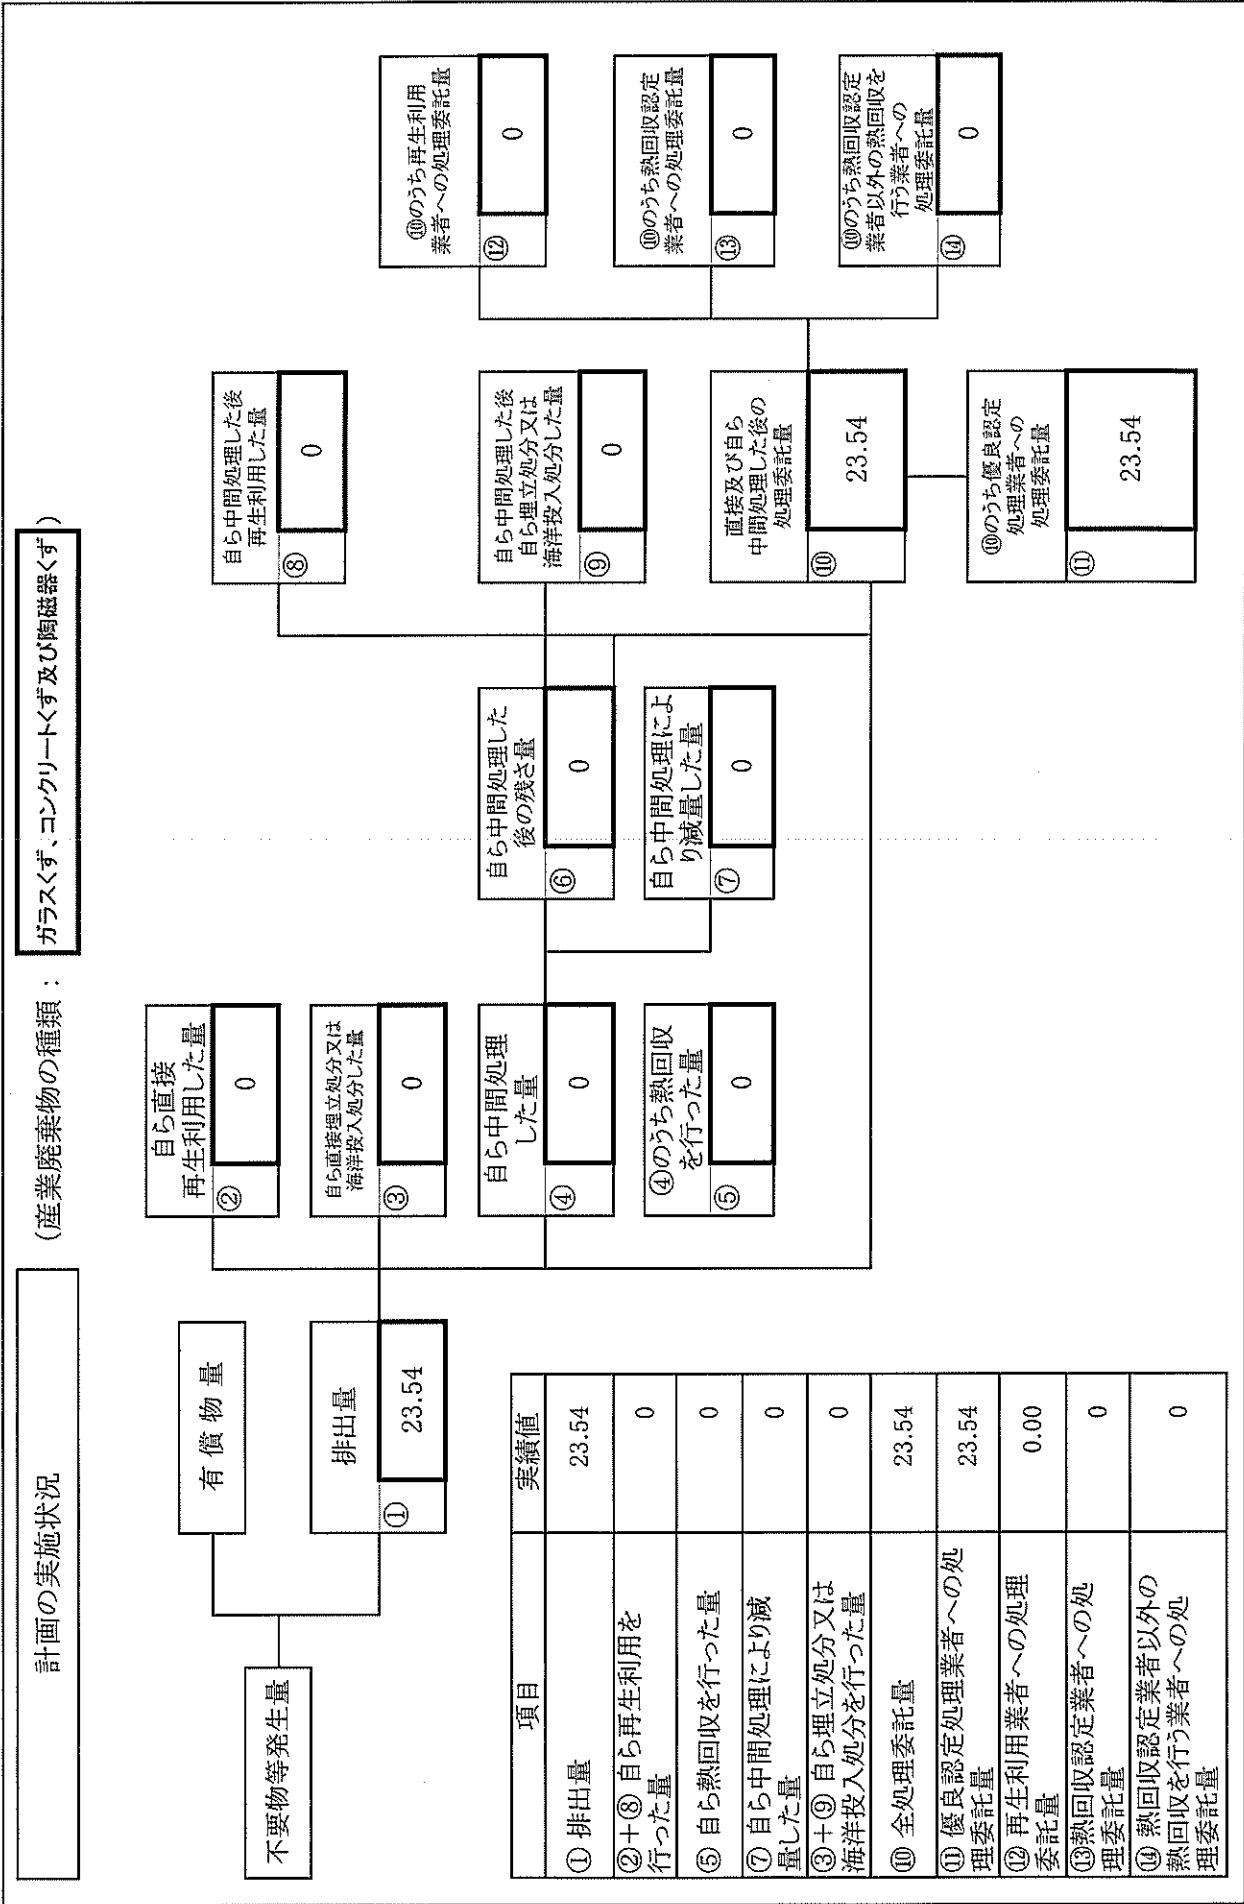 計画の実施状況
(産業廃棄物の種類：
ガラスくず、コンクリートくず及び陶磁器くず
)
不要物等発生量
有償物量
排出量
①
23.54
自ら直接
再生利用した量
②
0
自ら直接埋立処分又は
海洋投入処分した量
③
0
自ら中間処理
した量
④
0
④のうち熱回収
を行った量
⑤
0
自ら中間処理した
後の残さ量
⑥
0
自ら中間処理によ
り減量した量
⑦
0
自ら中間処理した後
再生利用した量
⑧
0
自ら中間処理した後
自ら埋立処分又は
海洋投入処分した量
⑨
0
直接及び自ら
中間処理した後の
処理委託量
⑩
23.54
⑩のうち優良認定
処理業者への
処理委託量
⑪
23.54
⑩のうち再生利用
業者への処理委託量
⑫
0
⑩のうち熱回収認定
業者への処理委託量
⑬
0
⑩のうち熱回収認定
業者以外の熱回収を
行う業者への
処理委託量
⑭
0
項目 実績値
① 排出量 23.54
②+⑧ 自ら再生利用を
行った量 0
⑤ 自ら熱回収を行った量 0
⑦ 自ら中間処理により減
量した量 0
③+⑨ 自ら埋立処分又は
海洋投入処分を行った量 0
⑩ 全処理委託量 23.54
⑪ 優良認定処理業者への処
理委託量 23.54
⑫ 再生利用業者への処理
委託量 0.00
⑬熱回収認定業者への処
理委託量 0
⑭ 熱回収認定業者以外の
熱回収を行う業者への処
理委託量 0